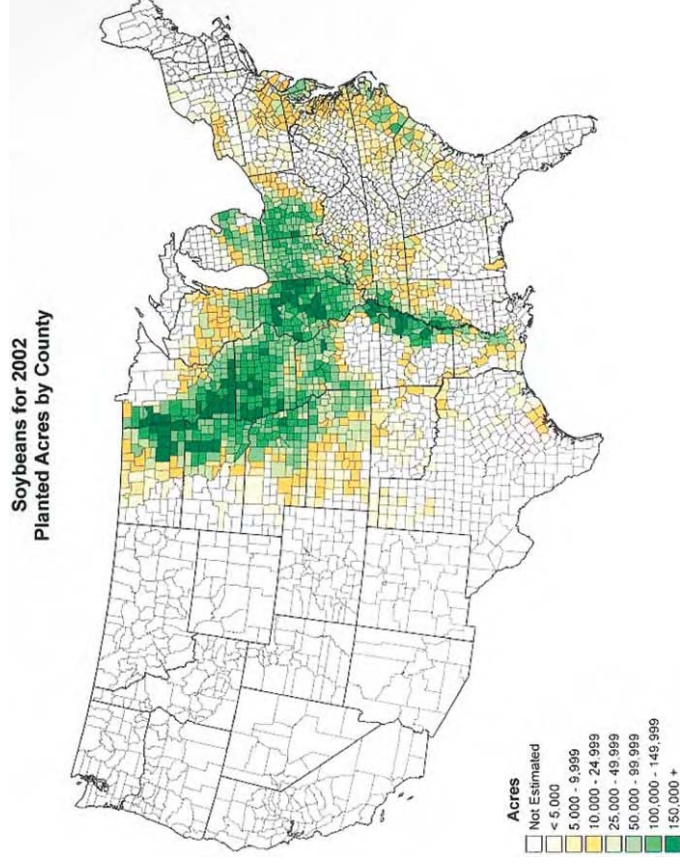 Soybeans for 2002
Planted Acres by County
Acres
Not Estimated
< 5,000
5,000 - 9,999
10,000 - 24,999
25,000 - 49,999
50,000 - 99,999
100,000 - 149,999
150,000 +